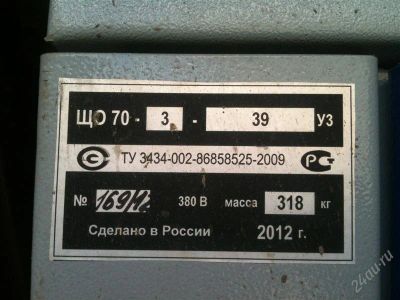 ЩО 70 - 3 - 39 У3
ТУ 3434-002-86858525-2009
№ 380 В масса 318 кг
Сделано в России 2012 г.
24au.ru